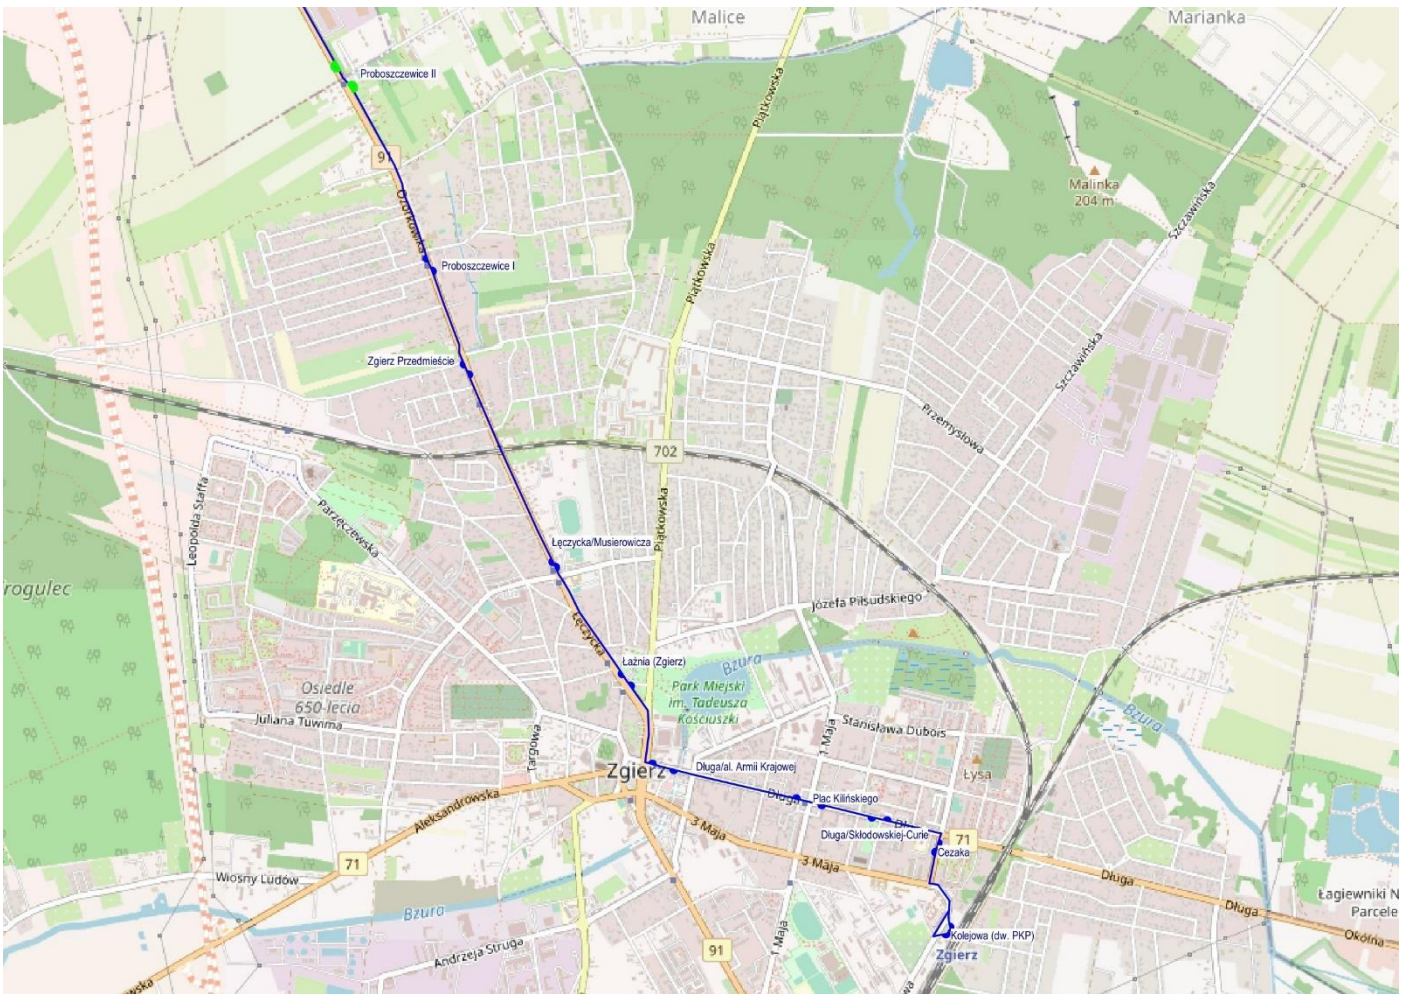 Malice
Marianka
Proboszczewice II
Piątkowska
91
Malinka
204 m
Szczawińska
Ozorkowska
Proboszczewice I
Piątkowska
Zgierz Przedmieście
Szczawińska
Przemysłowa
702
Leopolda Staffa
Parzęczewska
Piątkowska
Łęczycka/Musierowicza
rogulec
Józefa Piłsudskiego
Łęczycka
Łaźnia (Zgierz)
Bzura
Osiedle
650-lecia
Park Miejski
im. Tadeusza
Kościuszki
Juliana Tuwima
Bzura
Targowa
1 Maja
Stanisława Dubois
Zgierz
Długa/al. Armii Krajowej
Łysa
Długa
Plac Kilińskiego
Aleksandrowska
3 Maja
Długa/Skłodowskiej-Curie
71
Cezaka
71
3 Maja
Wiosny Ludów
Długa
Łagiewniki N
Parcele
Długa
Bzura
1 Maja
Kolejowa (dw. PKP)
Okólna
Andrzeja Struga
91
Zgierz
wska
owa